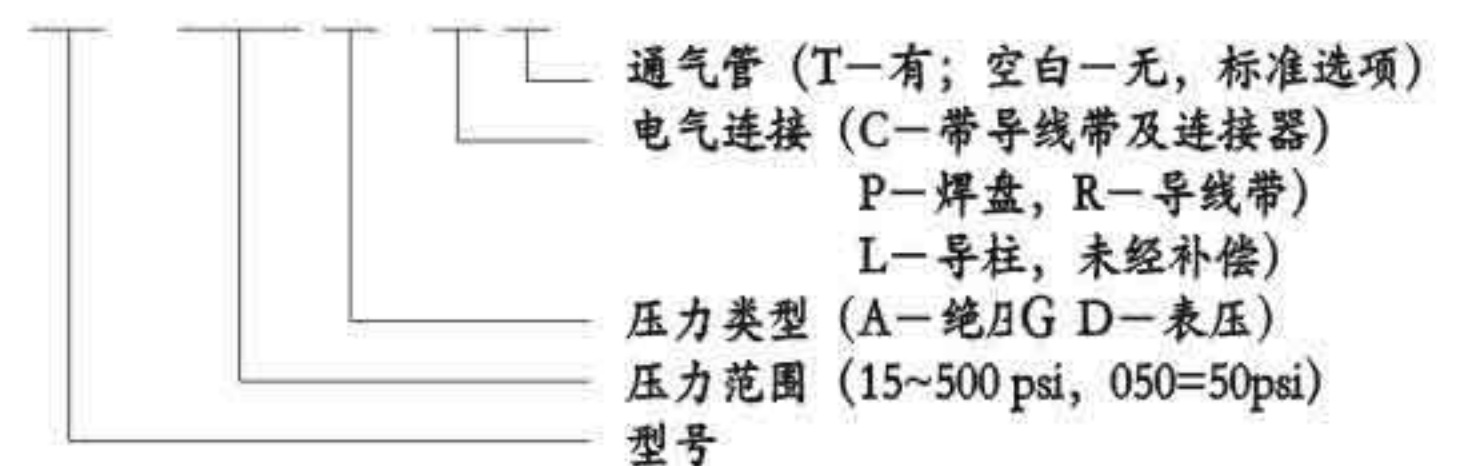 通气管（T－有；空白－无，标准选项）
电气连接（C－带导线带及连接器）
P－焊盘，R－导线带）
L－导柱，未经补偿）
压力类型（A－绝 G D－表压）
压力范围（15~500 psi，050=50psi）
型号